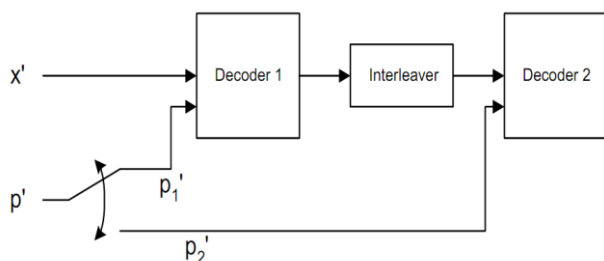 x'
Decoder 1
Interleaver
Decoder 2
p'
p₁'
p₂'